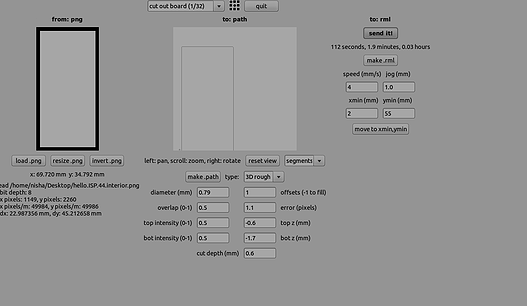 cut out board (1/32)
quit
from: png
to: path
to: rml
send it!
112 seconds, 1.9 minutes, 0.03 hours
make .rml
speed (mm/s)
jog (mm)
4
1.0
xmin (mm)
ymin (mm)
2
55
move to xmin,ymin
load .png
resize.png
invert .png
left: pan, scroll: zoom, right: rotate
reset view
segments
x: 69.720 mm y: 34.792 mm
make .path
type:
3D rough
ead /home/nisha/Desktop/hello.ISP.44.interior.png
bit depth: 8
x pixels: 1149, y pixels: 2260
x pixels/m: 49984, y pixels/m: 49986
dx: 22.987356 mm, dy: 45.212658 mm
diameter (mm)
0.79
1
offsets (-1 to fill)
overlap (0-1)
0.5
1.1
error (pixels)
top intensity (0-1)
0.5
-0.6
top z (mm)
bot intensity (0-1)
0.5
-1.7
bot z (mm)
cut depth (mm)
0.6